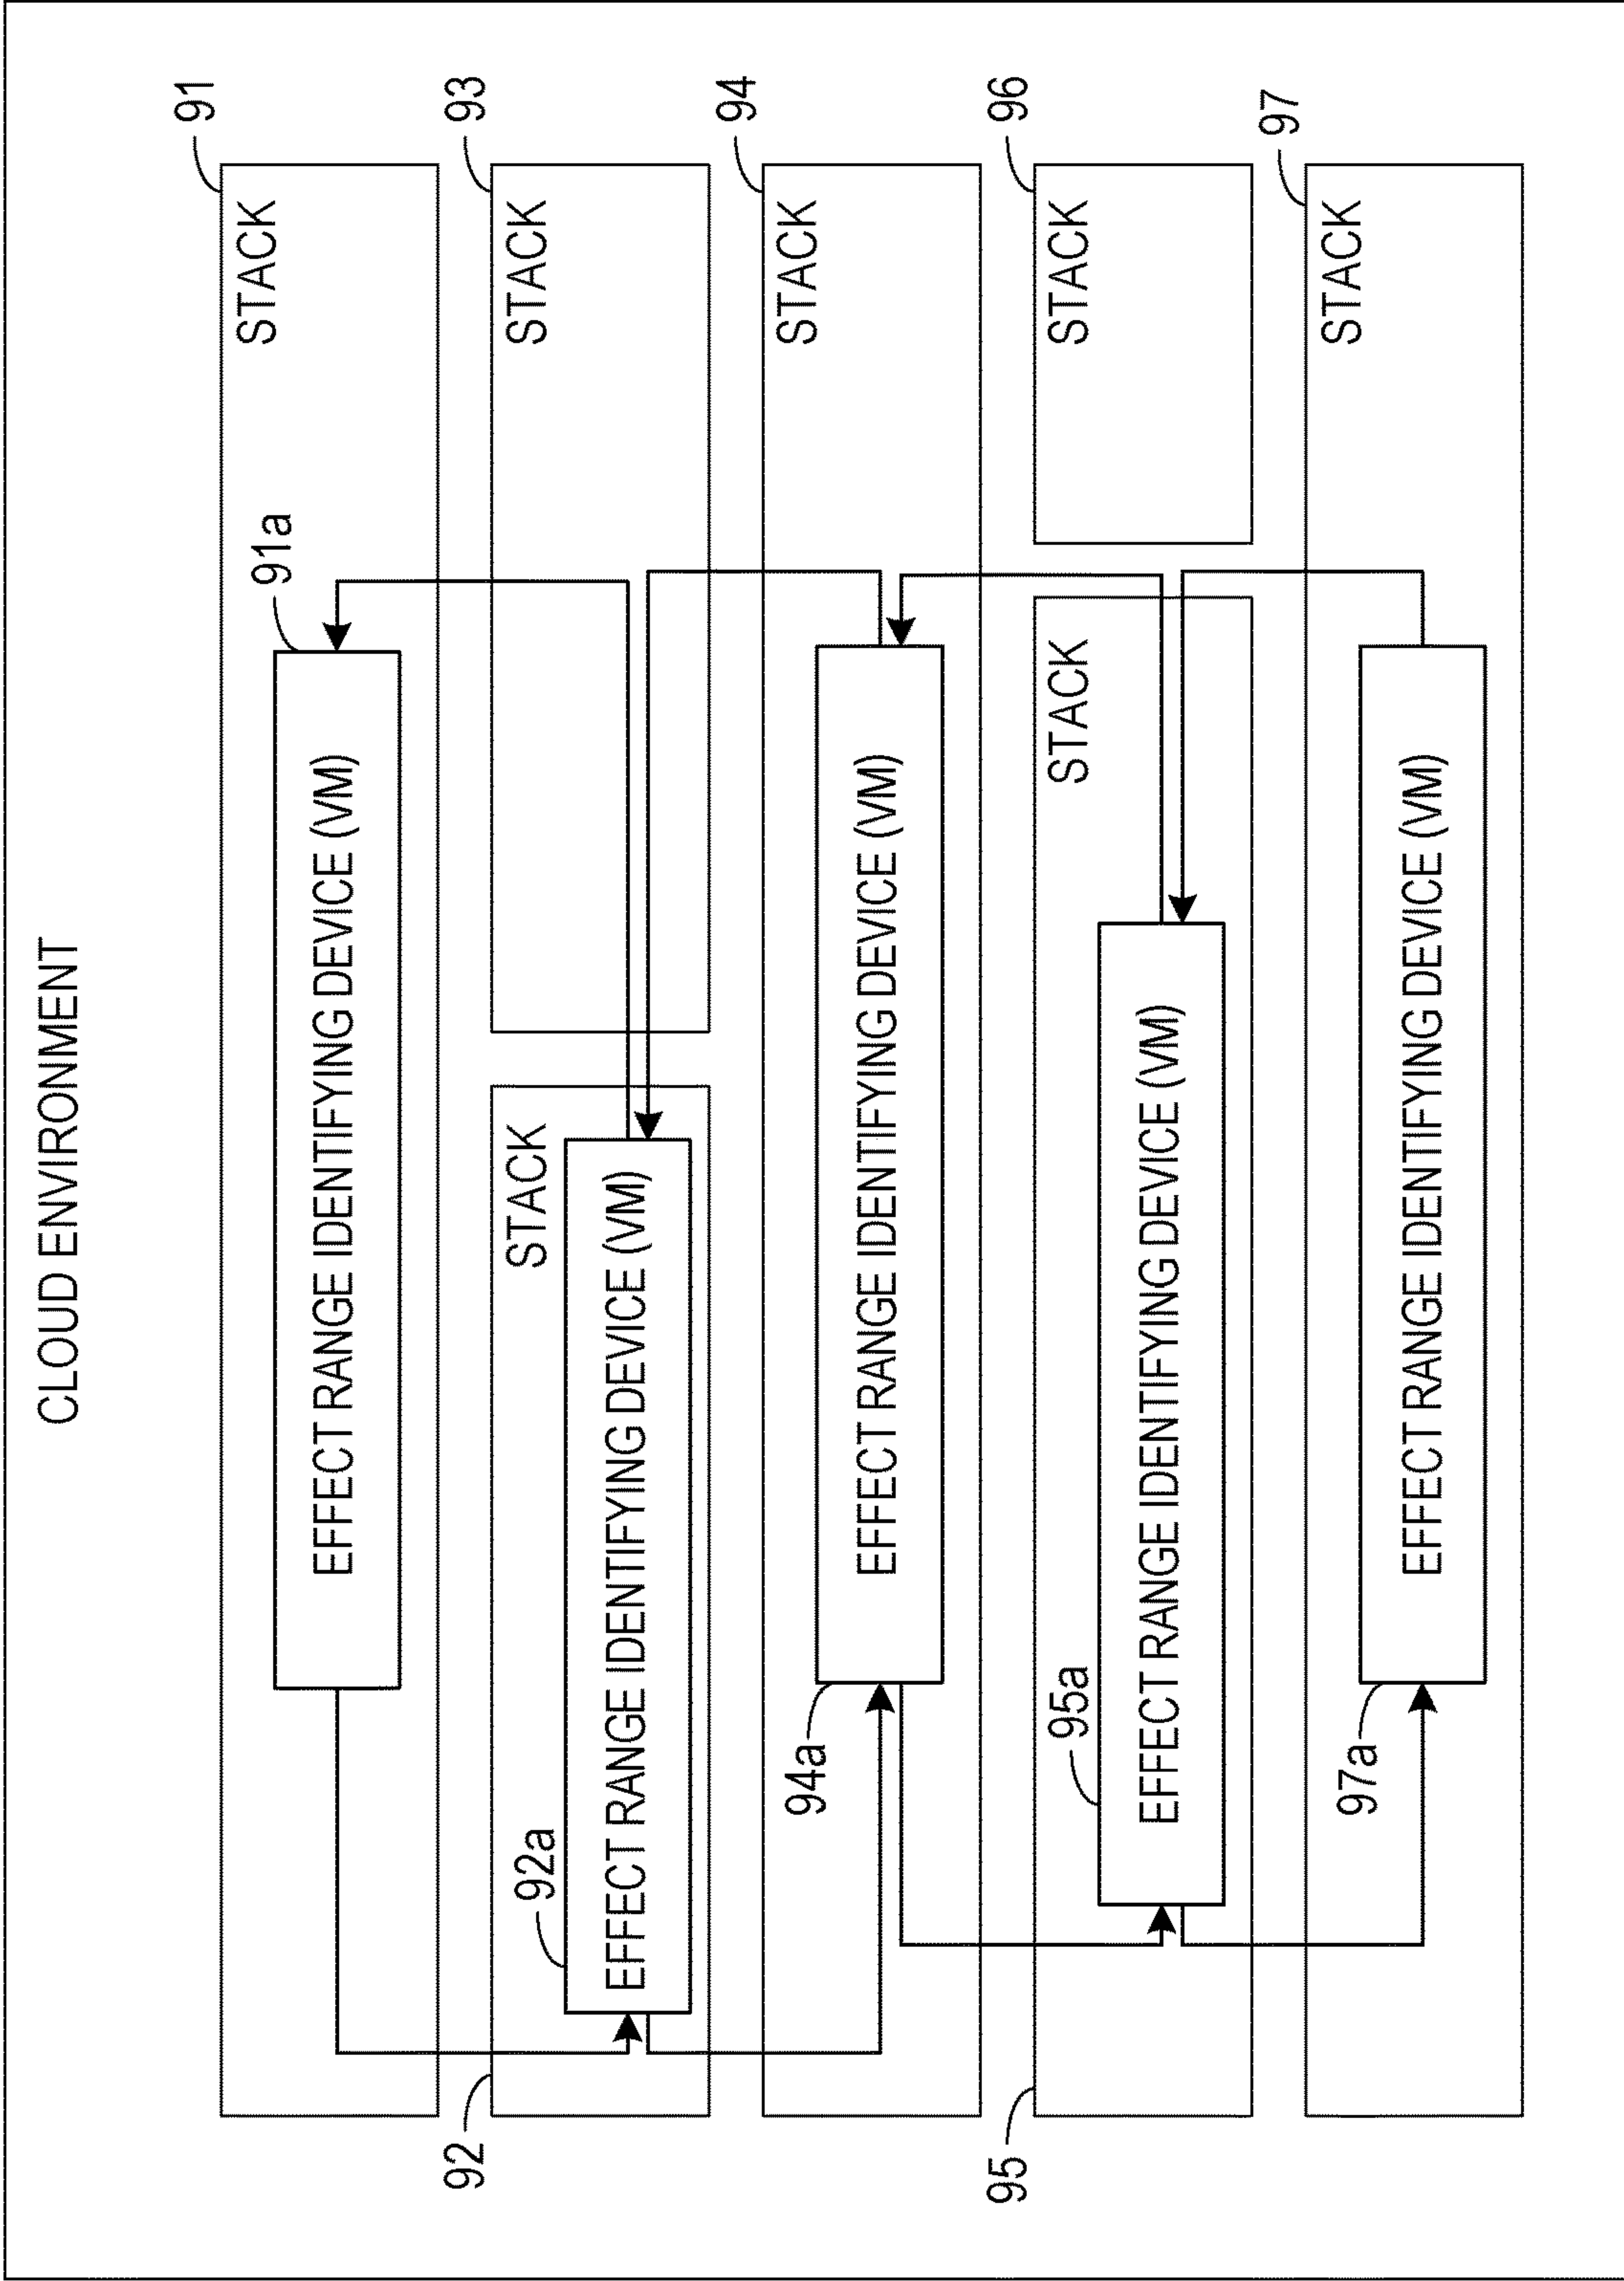 CLOUD ENVIRONMENT
91
STACK
91a
EFFECT RANGE IDENTIFYING DEVICE (VM)
92
STACK
92a
EFFECT RANGE IDENTIFYING DEVICE (VM)
93
STACK
94
STACK
94a
EFFECT RANGE IDENTIFYING DEVICE (VM)
95
STACK
95a
EFFECT RANGE IDENTIFYING DEVICE (VM)
96
STACK
97
STACK
97a
EFFECT RANGE IDENTIFYING DEVICE (VM)